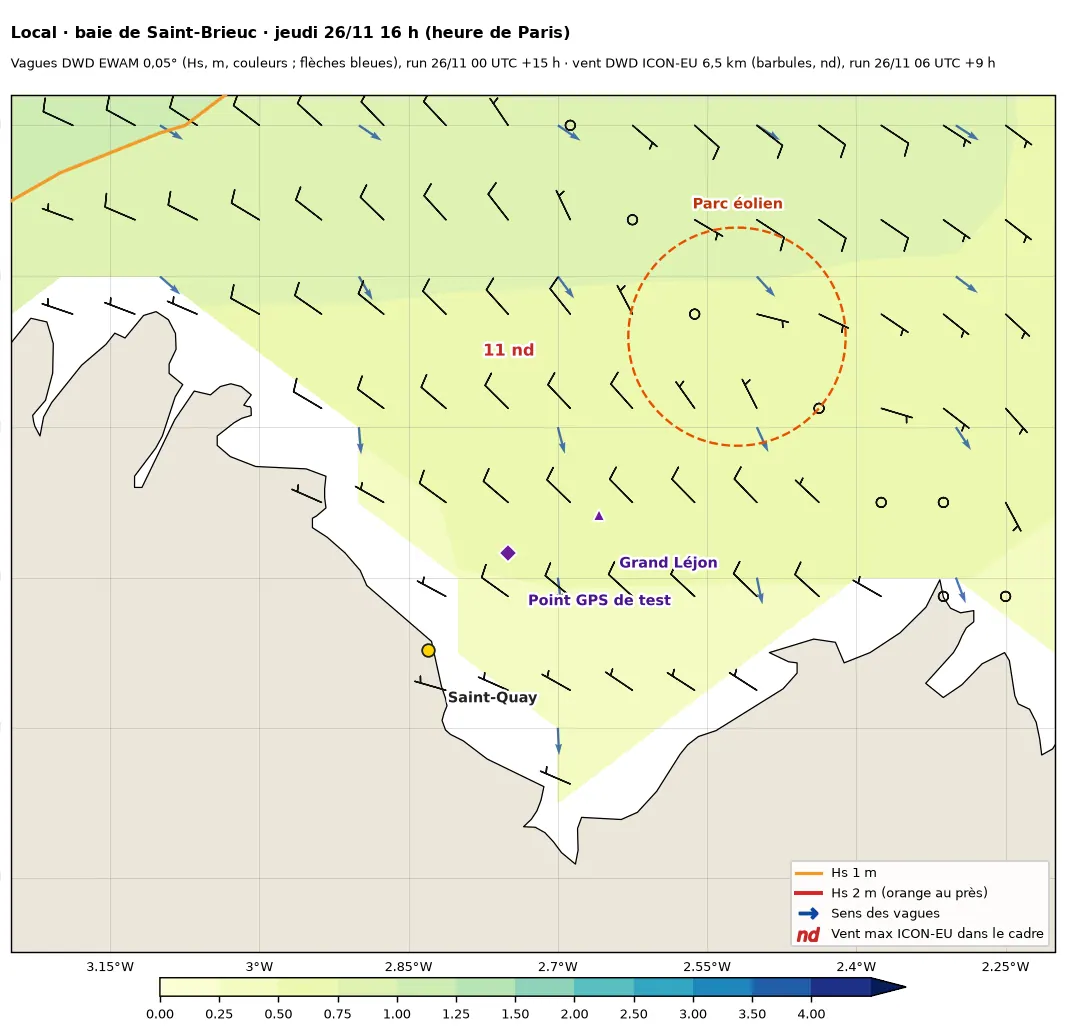 Local · baie de Saint-Brieuc · jeudi 26/11 16 h (heure de Paris)
Vagues DWD EWAM 0,05° (Hs, m, couleurs ; flèches bleues), run 26/11 00 UTC +15 h · vent DWD ICON-EU 6,5 km (barbules, nd), run 26/11 06 UTC +9 h
Parc éolien
11 nd
Grand Léjon
Point GPS de test
Saint-Quay
Hs 1 m
Hs 2 m (orange au près)
Sens des vagues
nd Vent max ICON-EU dans le cadre
3.15°W 3°W 2.85°W 2.7°W 2.55°W 2.4°W 2.25°W
0.00 0.25 0.50 0.75 1.00 1.25 1.50 2.00 2.50 3.00 3.50 4.00